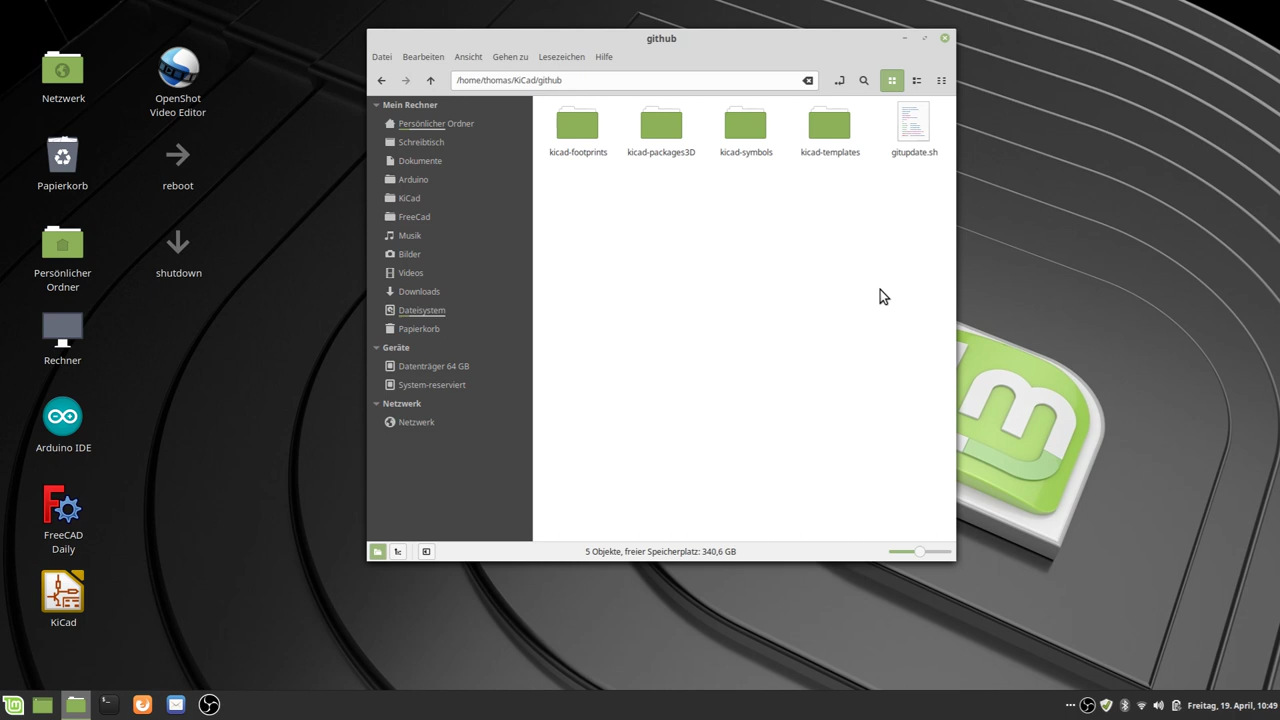 Netzwerk
OpenShot
Video Editor
Papierkorb
reboot
Persönlicher
Ordner
shutdown
Rechner
Arduino IDE
FreeCAD
Daily
KiCad
github
Datei Bearbeiten Ansicht Gehen zu Lesezeichen Hilfe
/home/thomas/KiCad/github
Mein Rechner
Persönlicher Ordner
Schreibtisch
Dokumente
Arduino
KiCad
FreeCad
Musik
Bilder
Videos
Downloads
Dateisystem
Papierkorb
Geräte
Datenträger 64 GB
System-reserviert
Netzwerk
Netzwerk
kicad-footprints kicad-packages3D kicad-symbols kicad-templates gitupdate.sh
5 Objekte, freier Speicherplatz: 340,6 GB
Freitag, 19. April, 10:49